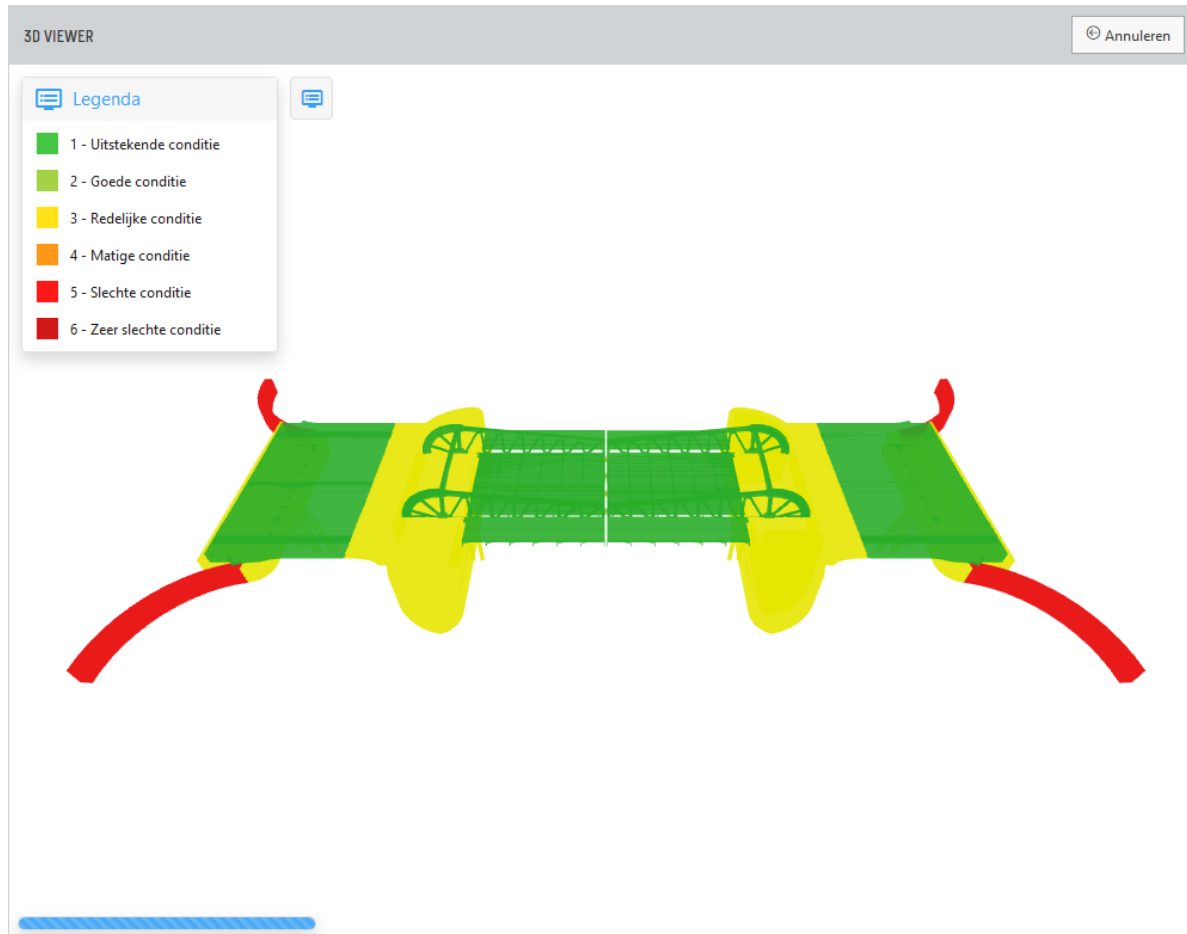 3D VIEWER
Annuleren
Legenda
1 - Uitstekende conditie
2 - Goede conditie
3 - Redelijke conditie
4 - Matige conditie
5 - Slechte conditie
6 - Zeer slechte conditie